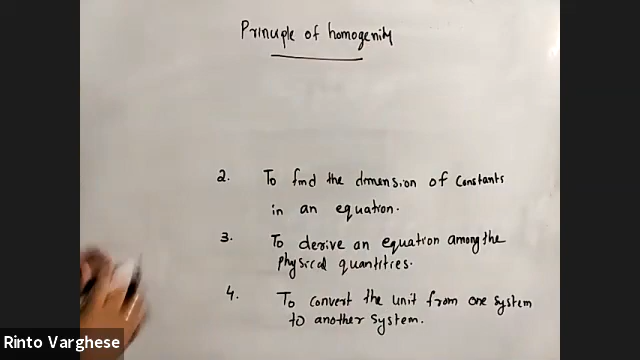 Principle of homogenity
2. To find the dimension of constants
in an equation.
3. To derive an equation among the
physical quantities.
4. To convert the unit from one system
to another system.
Rinto Varghese